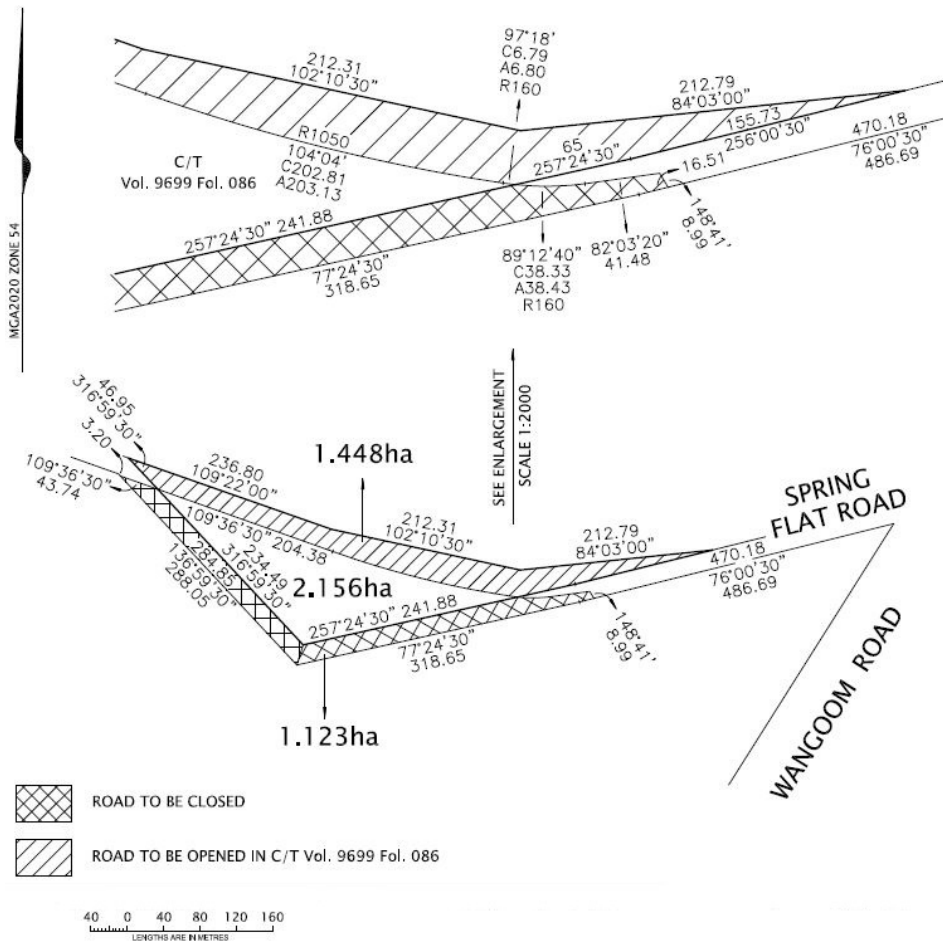 MGA2020 ZONE 54
212.31
102°10'30"
97°18'
C6.79
A6.80
R160
212.79
84°03'00"
155.73
256°00'30"
470.18
76°00'30"
486.69
R1050
104°04'
C202.81
A203.13
C/T
Vol. 9699 Fol. 086
65
257°24'30"
16.51
148°41'
8.99
257°24'30" 241.88
77°24'30"
318.65
89°12'40"
C38.33
A38.43
R160
82°03'20"
41.48
SEE ENLARGEMENT
SCALE 1:2000
46.95
316°59'30"
3.20
109°36'30"
43.74
236.80
109°22'00"
1.448ha
212.31
102°10'30"
212.79
84°03'00"
SPRING
FLAT ROAD
470.18
76°00'30"
486.69
109°36'30" 204.38
234.49
316°59'30"
284.85
136°59'30"
288.05
2.156ha
257°24'30" 241.88
77°24'30"
318.65
148°41'
8.99
WANGOOM ROAD
1.123ha
ROAD TO BE CLOSED
ROAD TO BE OPENED IN C/T Vol. 9699 Fol. 086
40 0 40 80 120 160
LENGTHS ARE IN METRES